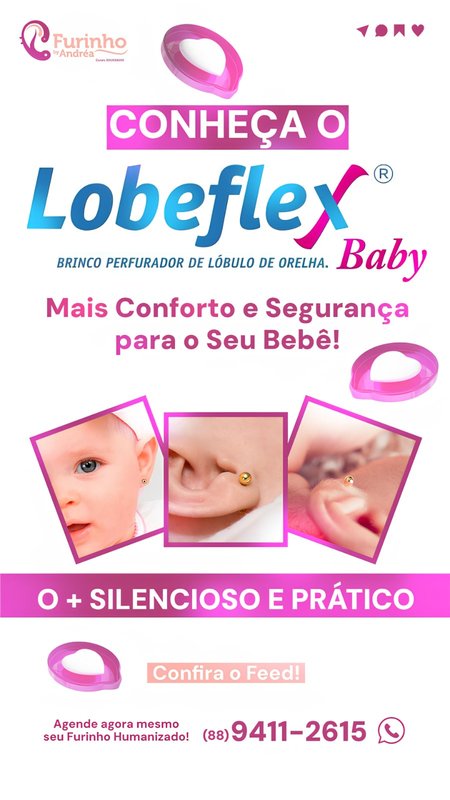 Furinho
by Andréa
CONHEÇA O
Lobeflex®
Baby
BRINCO PERFURADOR DE LÓBULO DE ORELHA.
Mais Conforto e Segurança
para o Seu Bebê!
O + SILENCIOSO E PRÁTICO
Confira o Feed!
Agende agora mesmo
seu Furinho Humanizado!
(88) 9411-2615